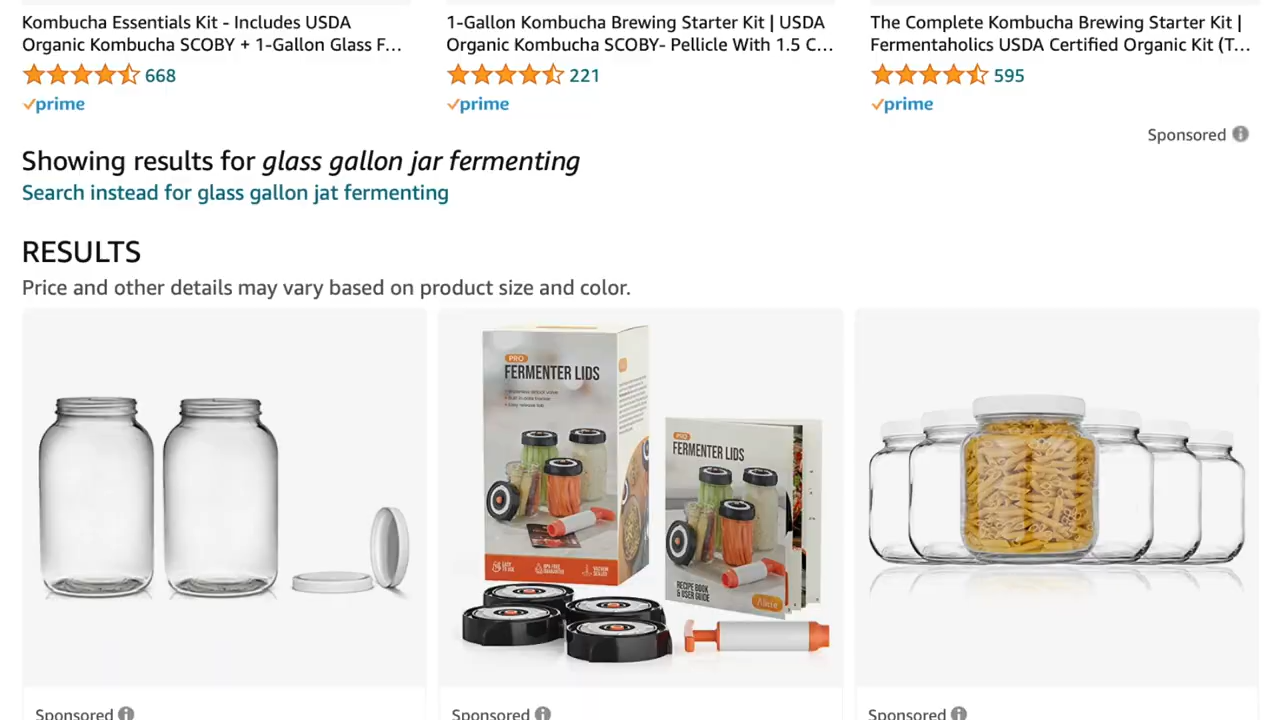 Kombucha Essentials Kit - Includes USDA
Organic Kombucha SCOBY + 1-Gallon Glass F...
668
prime
1-Gallon Kombucha Brewing Starter Kit | USDA
Organic Kombucha SCOBY- Pellicle With 1.5 C...
221
prime
The Complete Kombucha Brewing Starter Kit |
Fermentaholics USDA Certified Organic Kit (T...
595
prime
Sponsored
Showing results for glass gallon jar fermenting
Search instead for glass gallon jat fermenting
RESULTS
Price and other details may vary based on product size and color.
PRO
FERMENTER LIDS
PRO
FERMENTER LIDS
RECIPE BOOK
& USER GUIDE
Sponsored
Sponsored
Sponsored